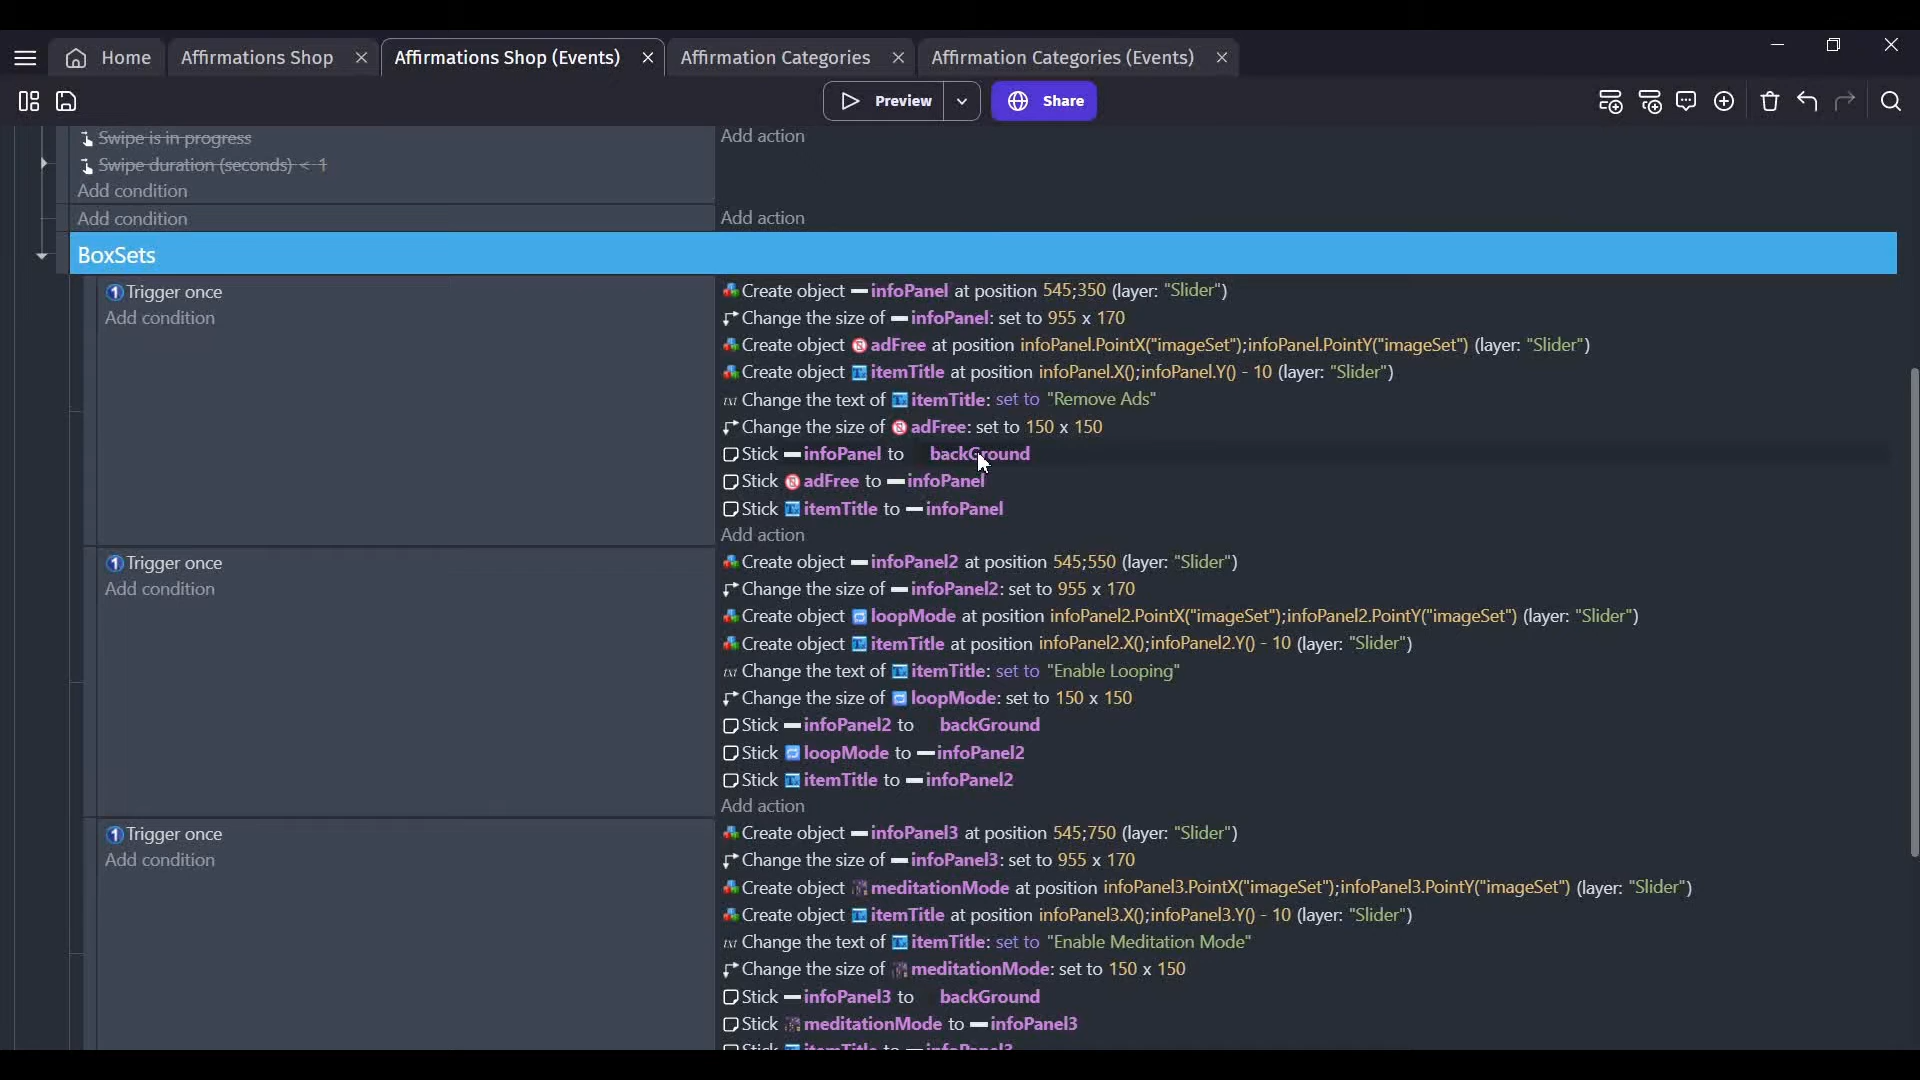 Home
Affirmations Shop
Affirmations Shop (Events)
Affirmation Categories
Affirmation Categories (Events)
Preview
Share
Swipe is in progress
Add action
Swipe duration (seconds) < 1
Add condition
Add condition
Add action
BoxSets
Trigger once
Add condition
Create object infoPanel at position 545;350 (layer: "Slider")
Change the size of infoPanel: set to 955 x 170
Create object adFree at position infoPanel.PointX("imageSet");infoPanel.PointY("imageSet") (layer: "Slider")
Create object itemTitle at position infoPanel.X();infoPanel.Y() - 10 (layer: "Slider")
Change the text of itemTitle: set to "Remove Ads"
Change the size of adFree: set to 150 x 150
Stick infoPanel to backGround
Stick adFree to infoPanel
Stick itemTitle to infoPanel
Add action
Trigger once
Add condition
Create object infoPanel2 at position 545;550 (layer: "Slider")
Change the size of infoPanel2: set to 955 x 170
Create object loopMode at position infoPanel2.PointX("imageSet");infoPanel2.PointY("imageSet") (layer: "Slider")
Create object itemTitle at position infoPanel2.X();infoPanel2.Y() - 10 (layer: "Slider")
Change the text of itemTitle: set to "Enable Looping"
Change the size of loopMode: set to 150 x 150
Stick infoPanel2 to backGround
Stick loopMode to infoPanel2
Stick itemTitle to infoPanel2
Add action
Trigger once
Add condition
Create object infoPanel3 at position 545;750 (layer: "Slider")
Change the size of infoPanel3: set to 955 x 170
Create object meditationMode at position infoPanel3.PointX("imageSet");infoPanel3.PointY("imageSet") (layer: "Slider")
Create object itemTitle at position infoPanel3.X();infoPanel3.Y() - 10 (layer: "Slider")
Change the text of itemTitle: set to "Enable Meditation Mode"
Change the size of meditationMode: set to 150 x 150
Stick infoPanel3 to backGround
Stick meditationMode to infoPanel3
Stick itemTitle to infoPanel3